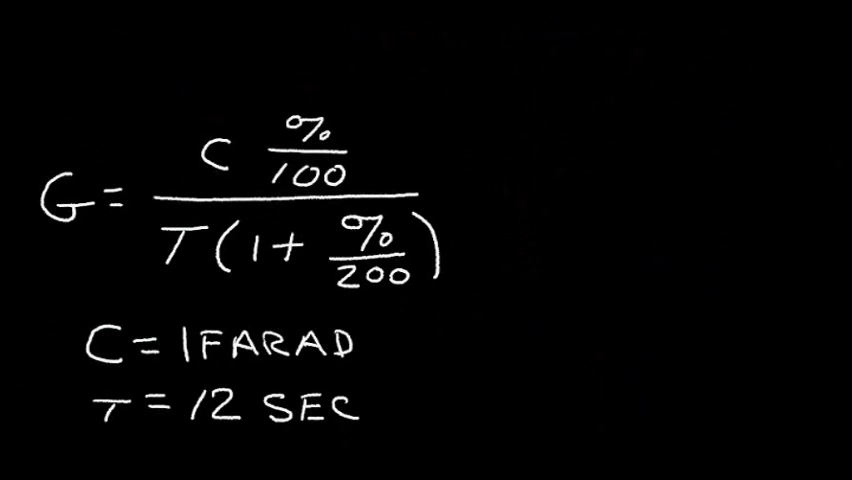 G = C %/100 / T(1 + %/200)
C = 1 FARAD
T = 12 SEC